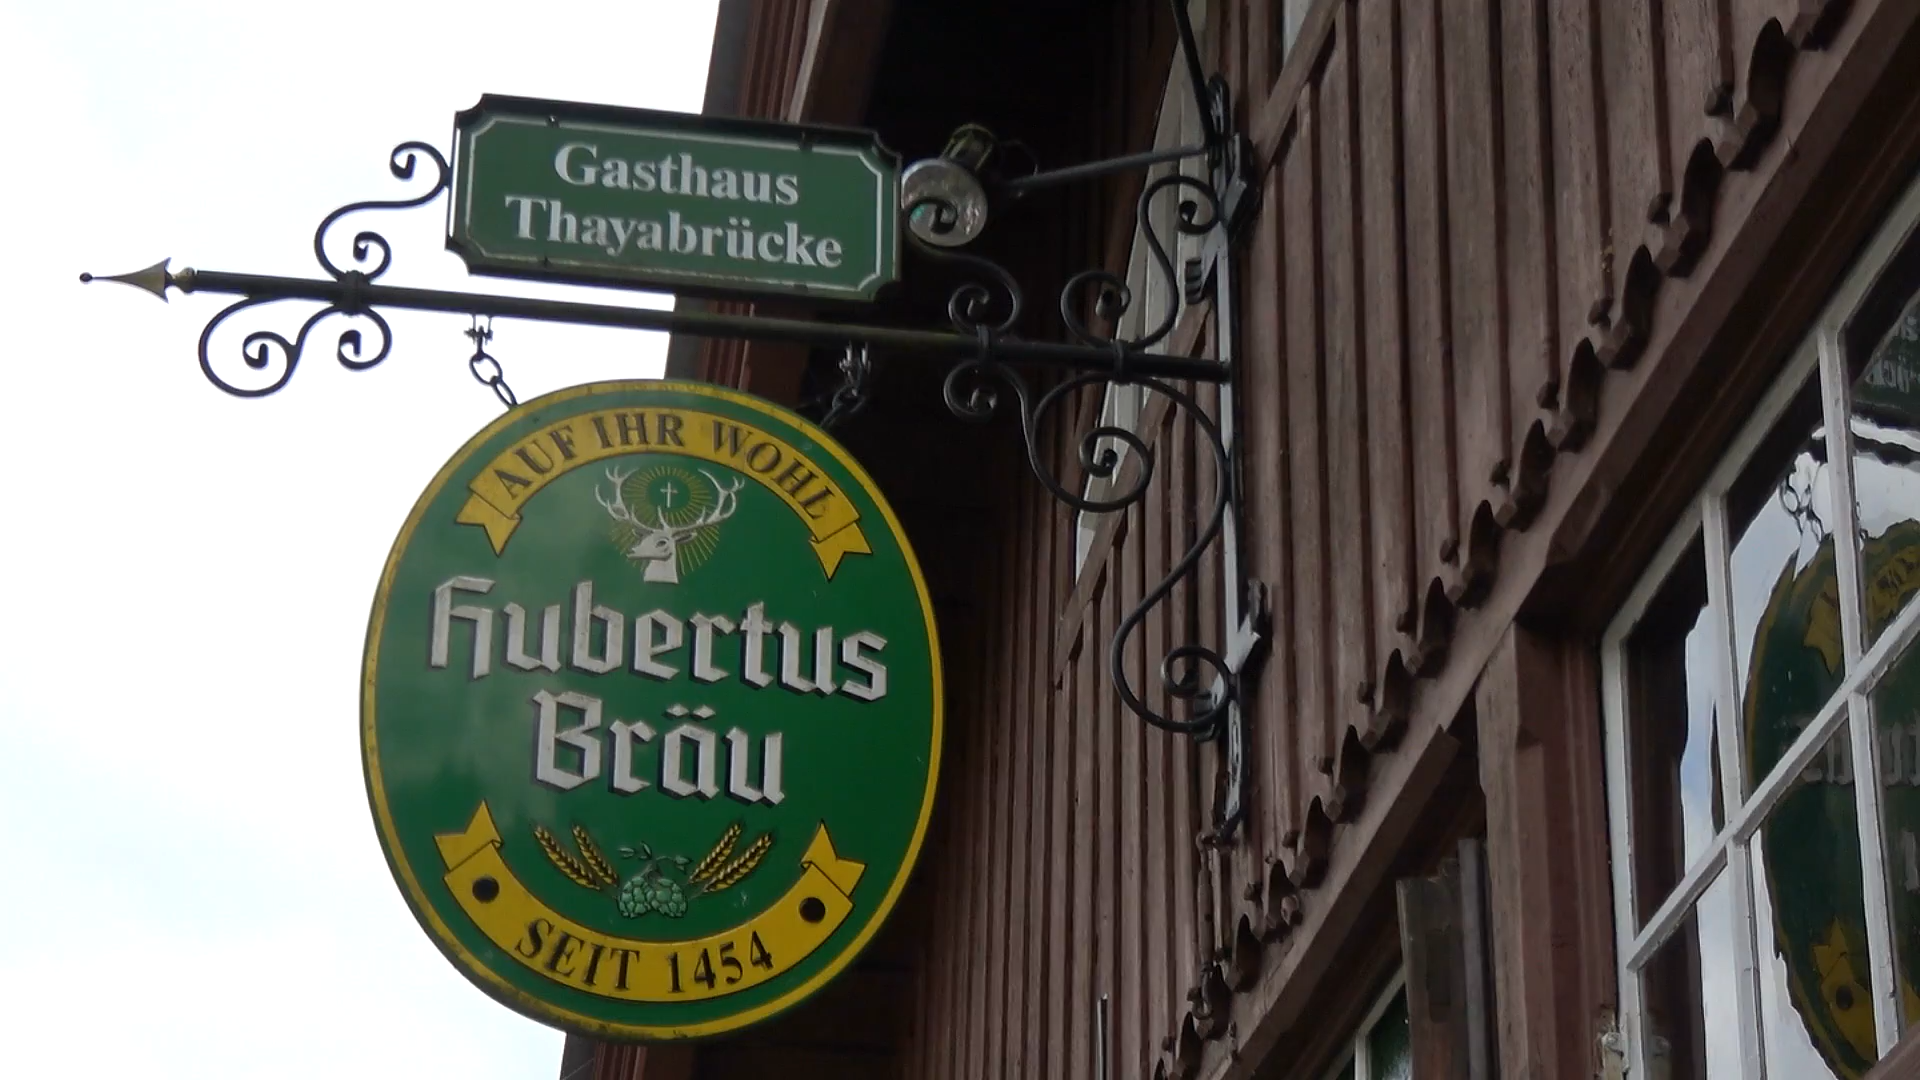 Gasthaus
Thayabrücke
AUF IHR WOHL
Hubertus
Bräu
SEIT 1454